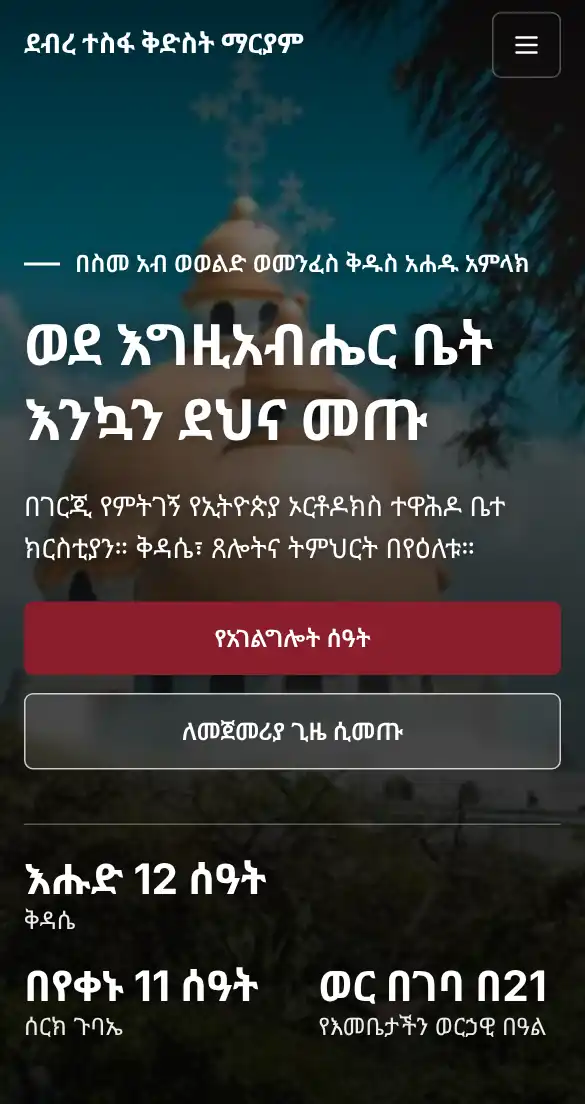 ደብረ ተስፋ ቅድስት ማርያም
በስመ አብ ወወልድ ወመንፈስ ቅዱስ አሐዱ አምላክ
ወደ እግዚአብሔር ቤት
እንኳን ደህና መጡ
በገርጂ የምትገኝ የኢትዮጵያ ኦርቶዶክስ ተዋሕዶ ቤተ
ክርስቲያን። ቅዳሴ፣ ጸሎትና ትምህርት በየዕለቱ።
የአገልግሎት ሰዓት
ለመጀመሪያ ጊዜ ሲመጡ
እሑድ 12 ሰዓት
ቅዳሴ
በየቀኑ 11 ሰዓት
ሰርክ ጉባኤ
ወር በገባ በ21
የእመቤታችን ወርኃዊ በዓል